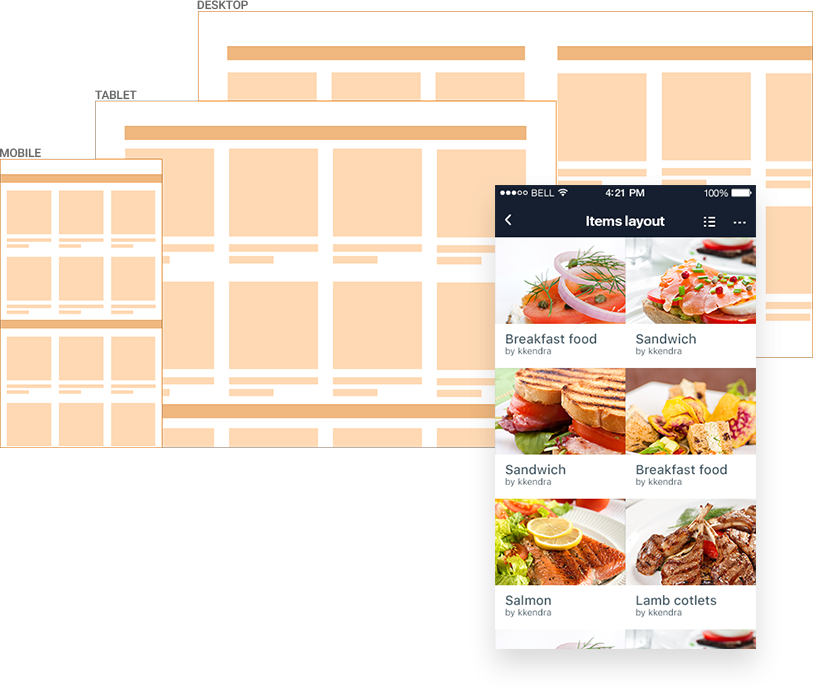 DESKTOP
TABLET
MOBILE
BELL 4:21 PM 100%
Items layout
Breakfast food Sandwich
by kkendra by kkendra
Sandwich Breakfast food
by kkendra by kkendra
Salmon Lamb cotlets
by kkendra by kkendra